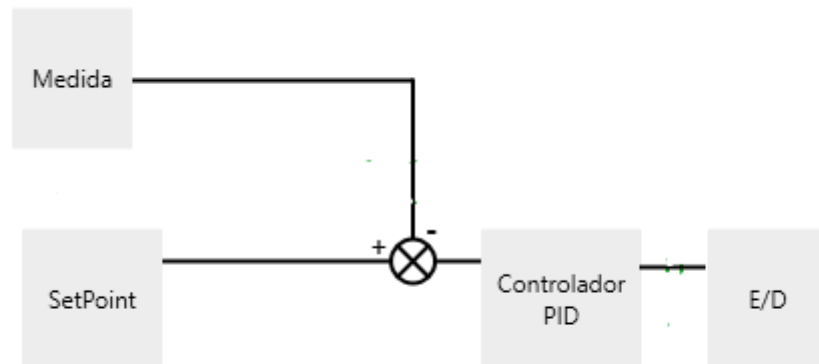 Medida
-
+
SetPoint
Controlador
PID
E/D